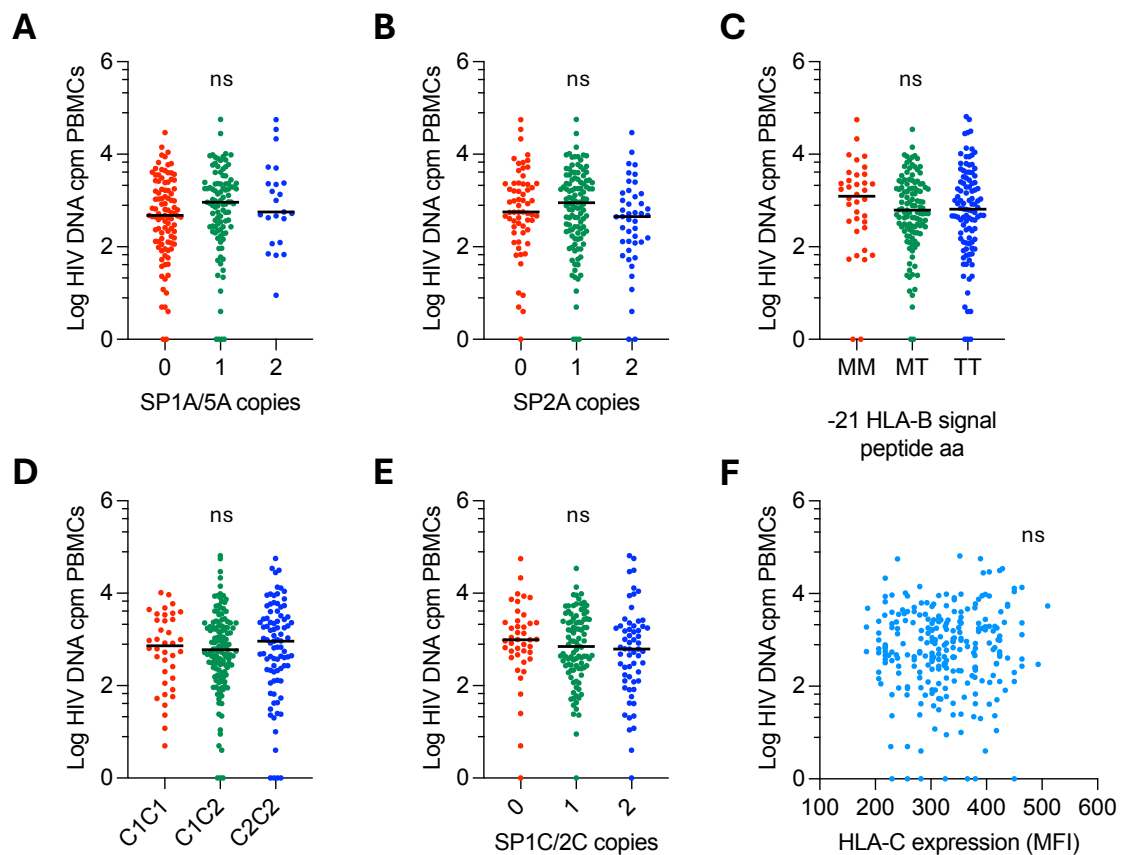 A
Log HIV DNA cpm PBMCs
6
4
2
0
ns
0 1 2
SP1A/5A copies
B
Log HIV DNA cpm PBMCs
6
4
2
0
ns
0 1 2
SP2A copies
C
Log HIV DNA cpm PBMCs
6
4
2
0
ns
MM MT TT
-21 HLA-B signal
peptide aa
D
Log HIV DNA cpm PBMCs
6
4
2
0
ns
C1C1 C1C2 C2C2
E
Log HIV DNA cpm PBMCs
6
4
2
0
ns
0 1 2
SP1C/2C copies
F
Log HIV DNA cpm PBMCs
6
4
2
0
ns
100 200 300 400 500 600
HLA-C expression (MFI)